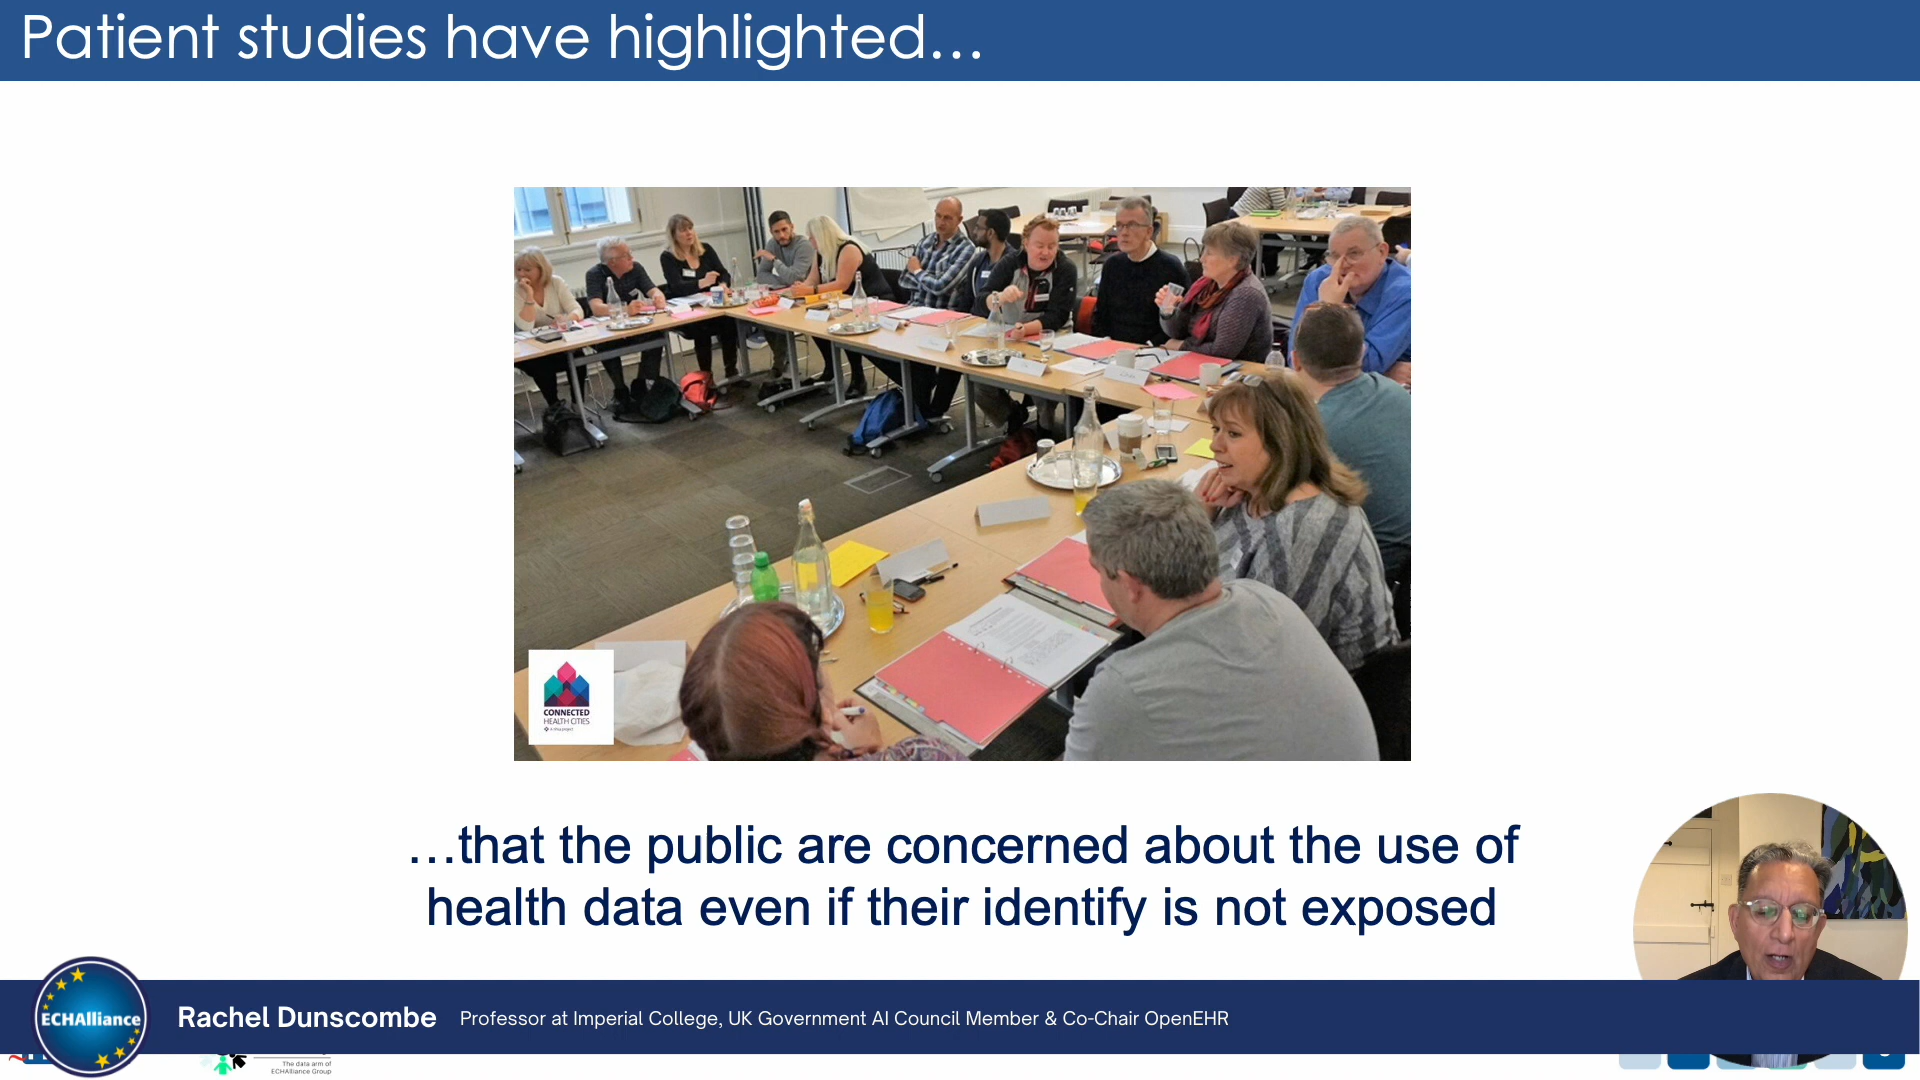 Patient studies have highlighted…
CONNECTED
HEALTH CITIES
…that the public are concerned about the use of
health data even if their identify is not exposed
ECHAlliance
Rachel Dunscombe
Professor at Imperial College, UK Government AI Council Member & Co-Chair OpenEHR
The data arm of
ECHAlliance Group